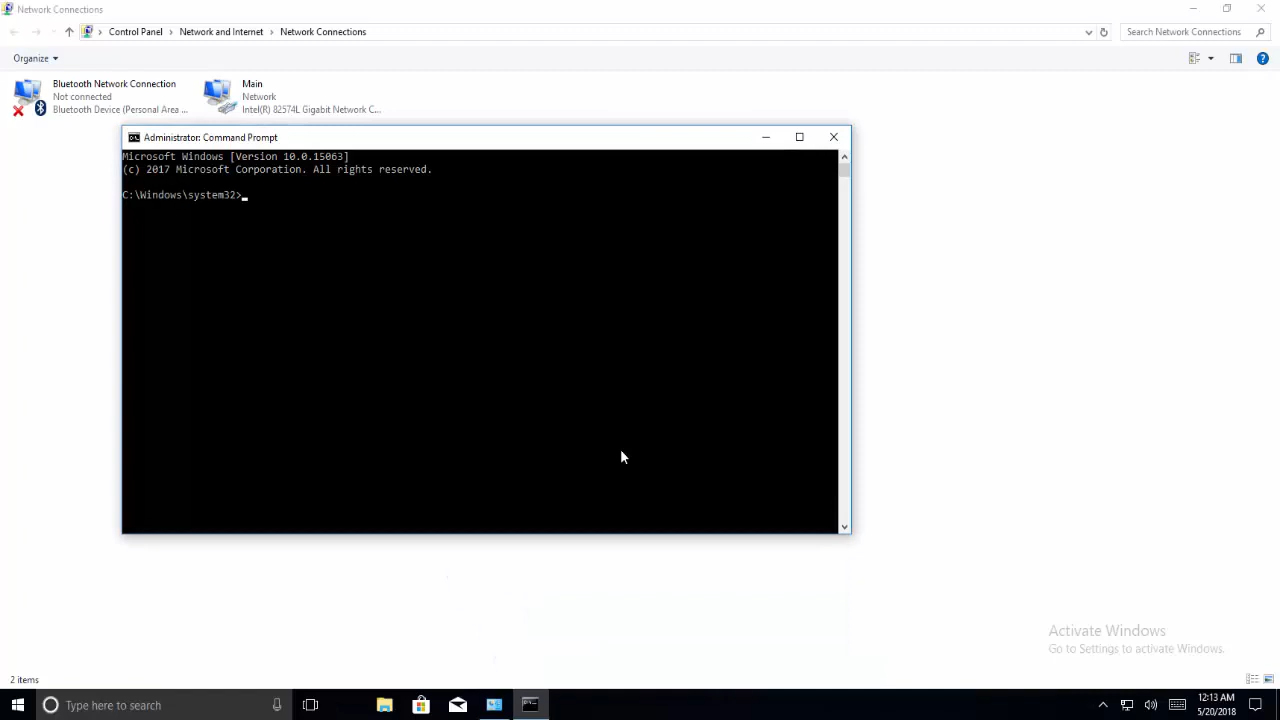 Network Connections
Control Panel > Network and Internet > Network Connections
Search Network Connections
Organize
Bluetooth Network Connection
Not connected
Bluetooth Device (Personal Area ...
Main
Network
Intel(R) 82574L Gigabit Network C...
Administrator: Command Prompt
Microsoft Windows [Version 10.0.15063]
(c) 2017 Microsoft Corporation. All rights reserved.
C:\Windows\system32>
Activate Windows
Go to Settings to activate Windows.
2 items
Type here to search
12:13 AM
5/20/2018